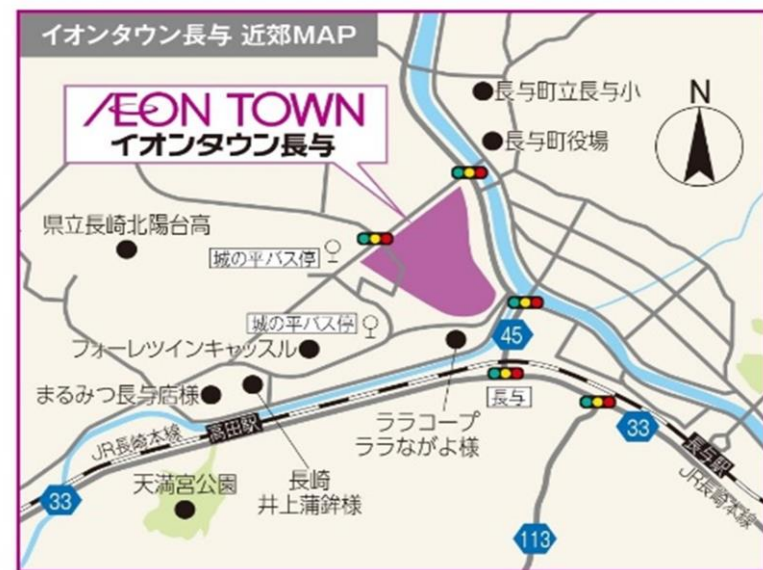 イオンタウン長与 近郊MAP
ÆON TOWN
イオンタウン長与
長与町立長与小
長与町役場
N
県立長崎北陽台高
城の平バス停
城の平バス停
フォーレツインキャッスル
45
まるみつ長与店様
長与
ララコープ
ララながよ様
33
JR長崎本線
高田駅
長与駅
JR長崎本線
天満宮公園
長崎
井上蒲鉾様
33
113